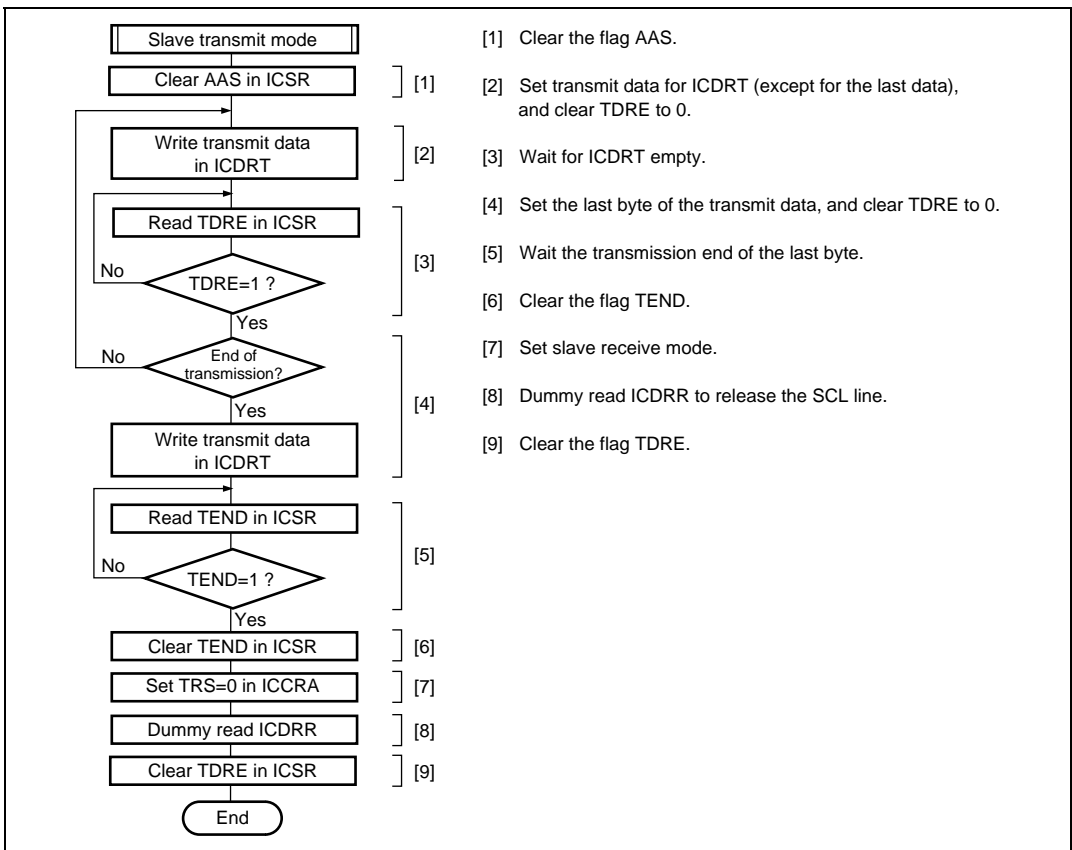 Slave transmit mode
Clear AAS in ICSR
[1]
Write transmit data
in ICDRT
[2]
Read TDRE in ICSR
No
TDRE=1 ?
[3]
Yes
No
End of
transmission?
[4]
Yes
Write transmit data
in ICDRT
Read TEND in ICSR
No
TEND=1 ?
[5]
Yes
Clear TEND in ICSR
[6]
Set TRS=0 in ICCRA
[7]
Dummy read ICDRR
[8]
Clear TDRE in ICSR
[9]
End
[1] Clear the flag AAS.
[2] Set transmit data for ICDRT (except for the last data),
and clear TDRE to 0.
[3] Wait for ICDRT empty.
[4] Set the last byte of the transmit data, and clear TDRE to 0.
[5] Wait the transmission end of the last byte.
[6] Clear the flag TEND.
[7] Set slave receive mode.
[8] Dummy read ICDRR to release the SCL line.
[9] Clear the flag TDRE.